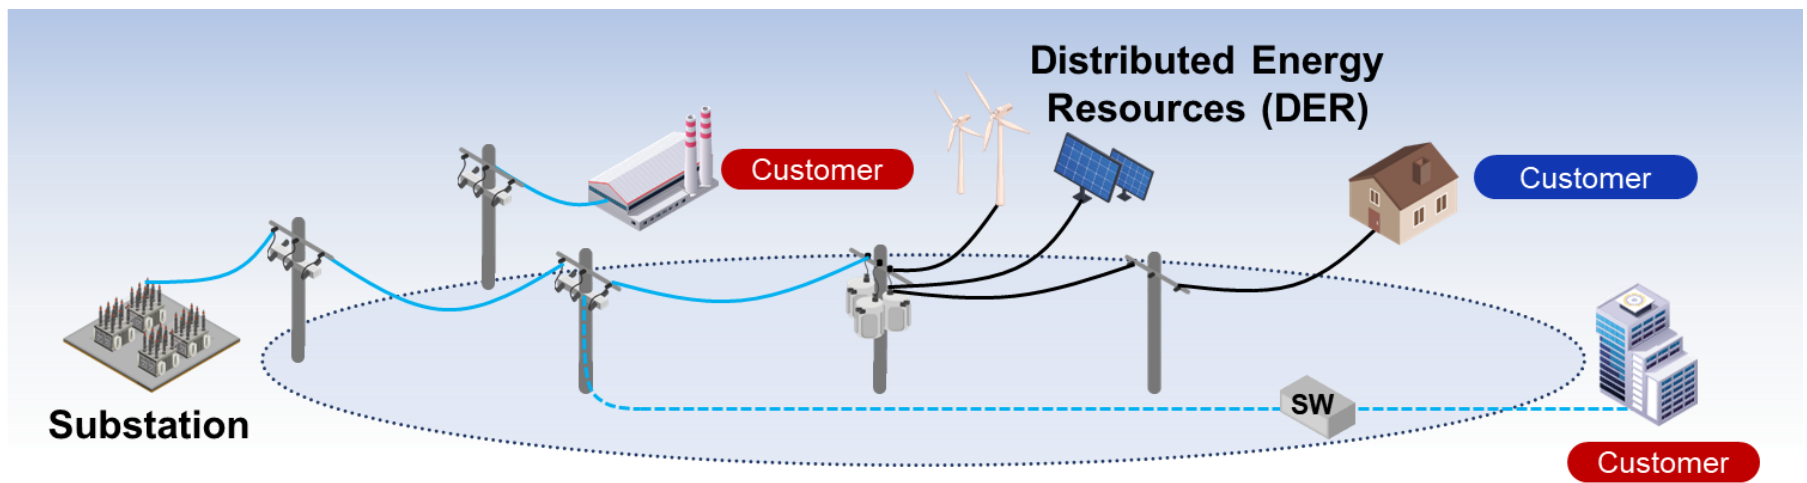 Distributed Energy
Resources (DER)
Customer
Customer
SW
Substation
Customer